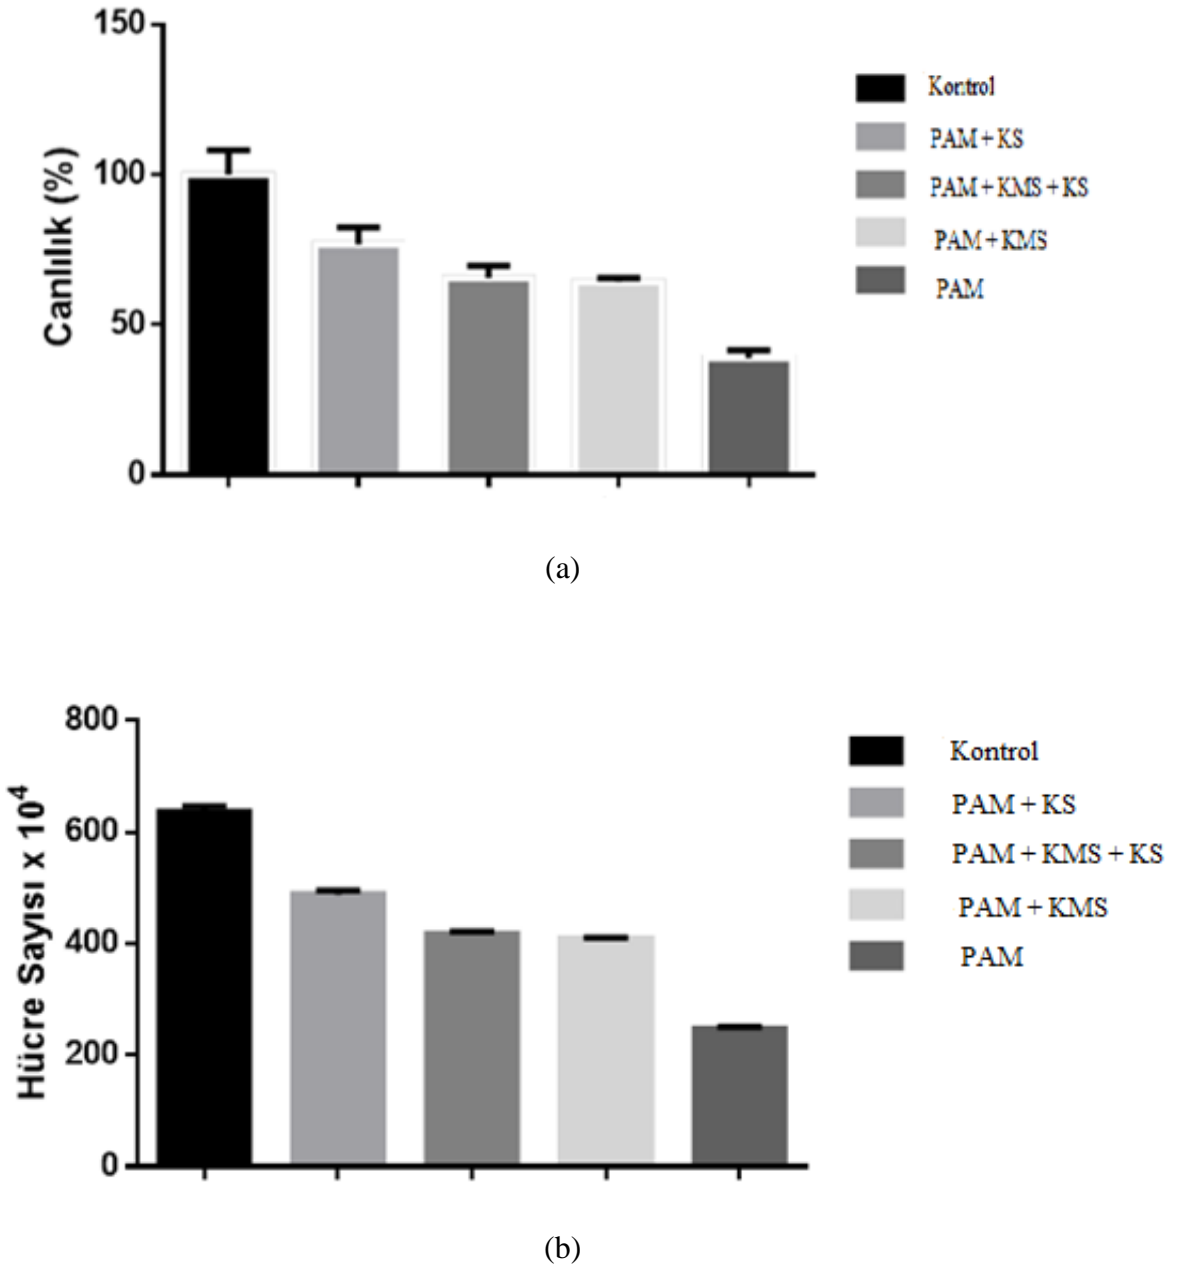 150
100
50
0
Canlılık (%)
Kontrol
PAM + KS
PAM + KMS + KS
PAM + KMS
PAM
(a)
800
600
400
200
0
Hücre Sayısı x 10⁴
Kontrol
PAM + KS
PAM + KMS + KS
PAM + KMS
PAM
(b)